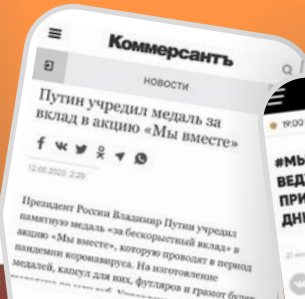 Коммерсантъ
НОВОСТИ
Путин учредил медаль за
вклад в акцию «Мы вместе»
12.06.2020, 2:20
Президент России Владимир Путин учредил
памятную медаль «за бескорыстный вклад» в
акцию «Мы вместе», которую проводят в период
пандемии коронавируса. На изготовление
медалей, капсул для них, футляров и грамот будет
19:00
#МЫ
ВЕД
ПРИ
ДН